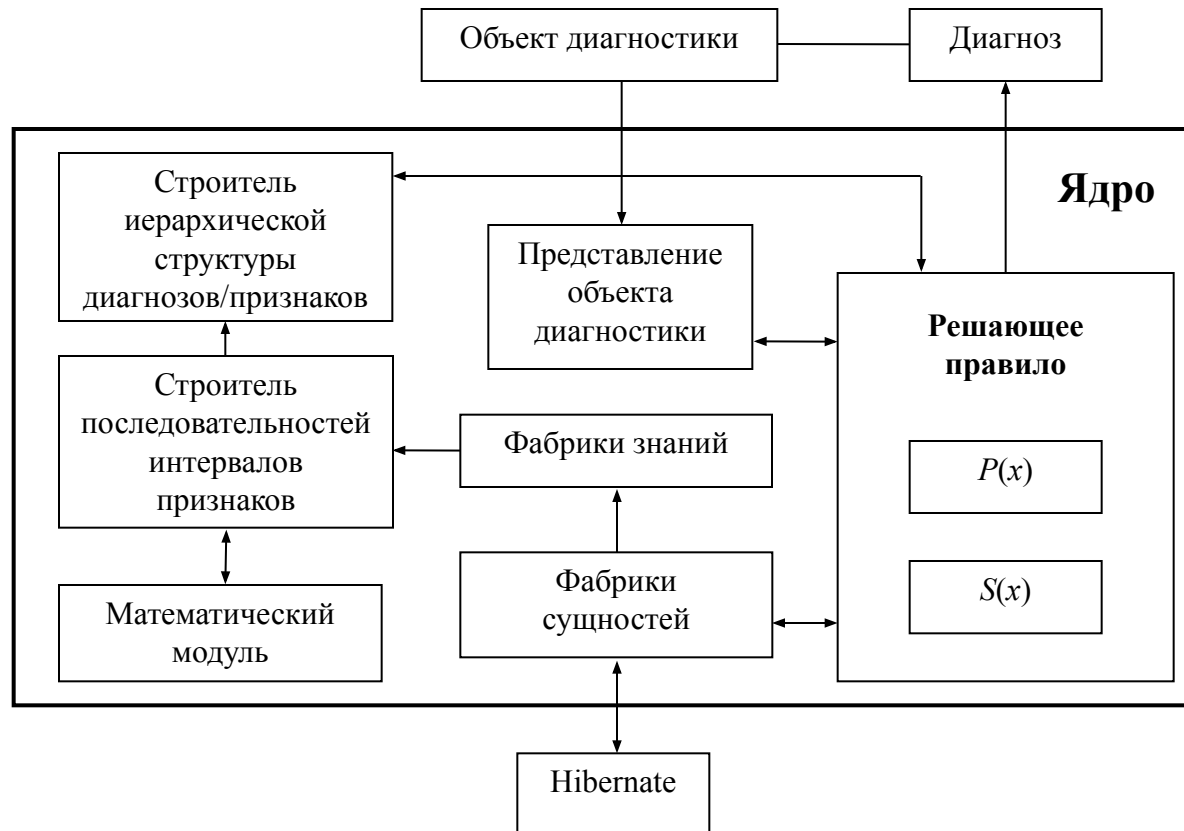 Объект диагностики
Диагноз
Ядро
Строитель
иерархической
структуры
диагнозов/признаков
Представление
объекта
диагностики
Решающее
правило
Строитель
последовательностей
интервалов
признаков
Фабрики знаний
P(x)
Фабрики
сущностей
S(x)
Математический
модуль
Hibernate